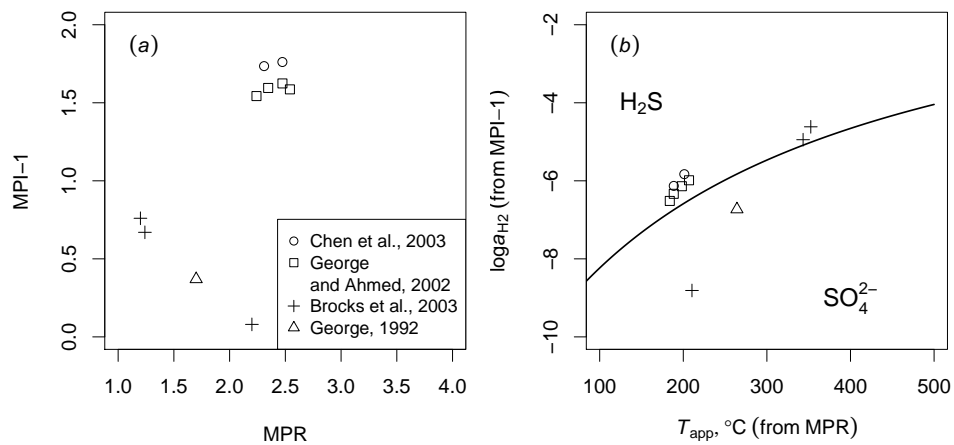 (a)
MPI−1
2.0
1.5
1.0
0.5
0.0
Chen et al., 2003
George
and Ahmed, 2002
Brocks et al., 2003
George, 1992
1.0 1.5 2.0 2.5 3.0 3.5 4.0
MPR
(b)
logaH2 (from MPI−1)
−2
−4
−6
−8
−10
H2S
SO4^2−
100 200 300 400 500
Tapp, °C (from MPR)